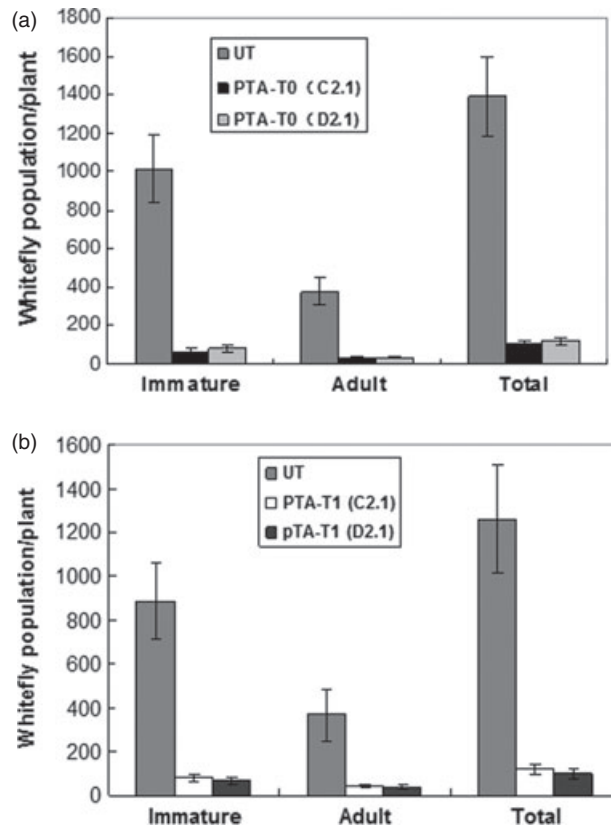 (a)
1800
1600
1400
1200
1000
800
600
400
200
0
Whitefly population/plant
UT
PTA-T0 (C2.1)
PTA-T0 (D2.1)
Immature Adult Total
(b)
1600
1400
1200
1000
800
600
400
200
0
Whitefly population/plant
UT
PTA-T1 (C2.1)
pTA-T1 (D2.1)
Immature Adult Total